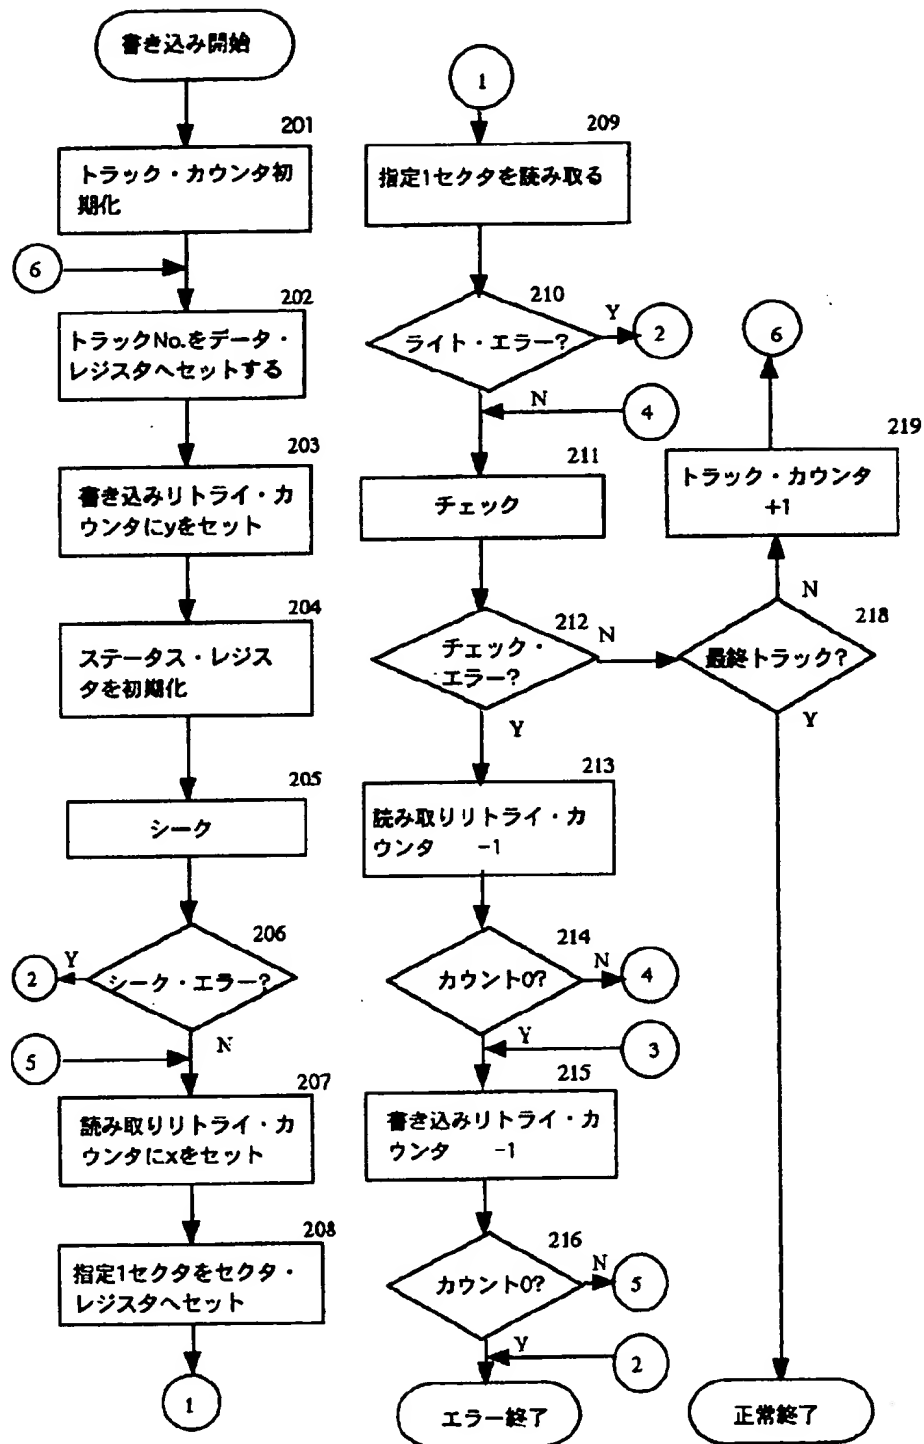 書き込み開始
201
トラック・カウンタ初
期化
6
202
トラックNo.をデータ・
レジスタへセットする
203
書き込みリトライ・カ
ウンタにyをセット
204
ステータス・レジス
タを初期化
205
シーク
206
シーク・エラー?
Y
2
N
5
207
読み取りリトライ・カ
ウンタにxをセット
208
指定1セクタをセクタ・
レジスタへセット
1
1
209
指定1セクタを読み取る
210
ライト・エラー?
Y
2
N
4
211
チェック
212
チェック・
エラー?
N
Y
213
読み取りリトライ・カ
ウンタ -1
214
カウント0?
N
4
Y
3
215
書き込みリトライ・カ
ウンタ -1
216
カウント0?
N
5
Y
2
エラー終了
6
219
トラック・カウンタ
+1
N
218
最終トラック?
Y
正常終了